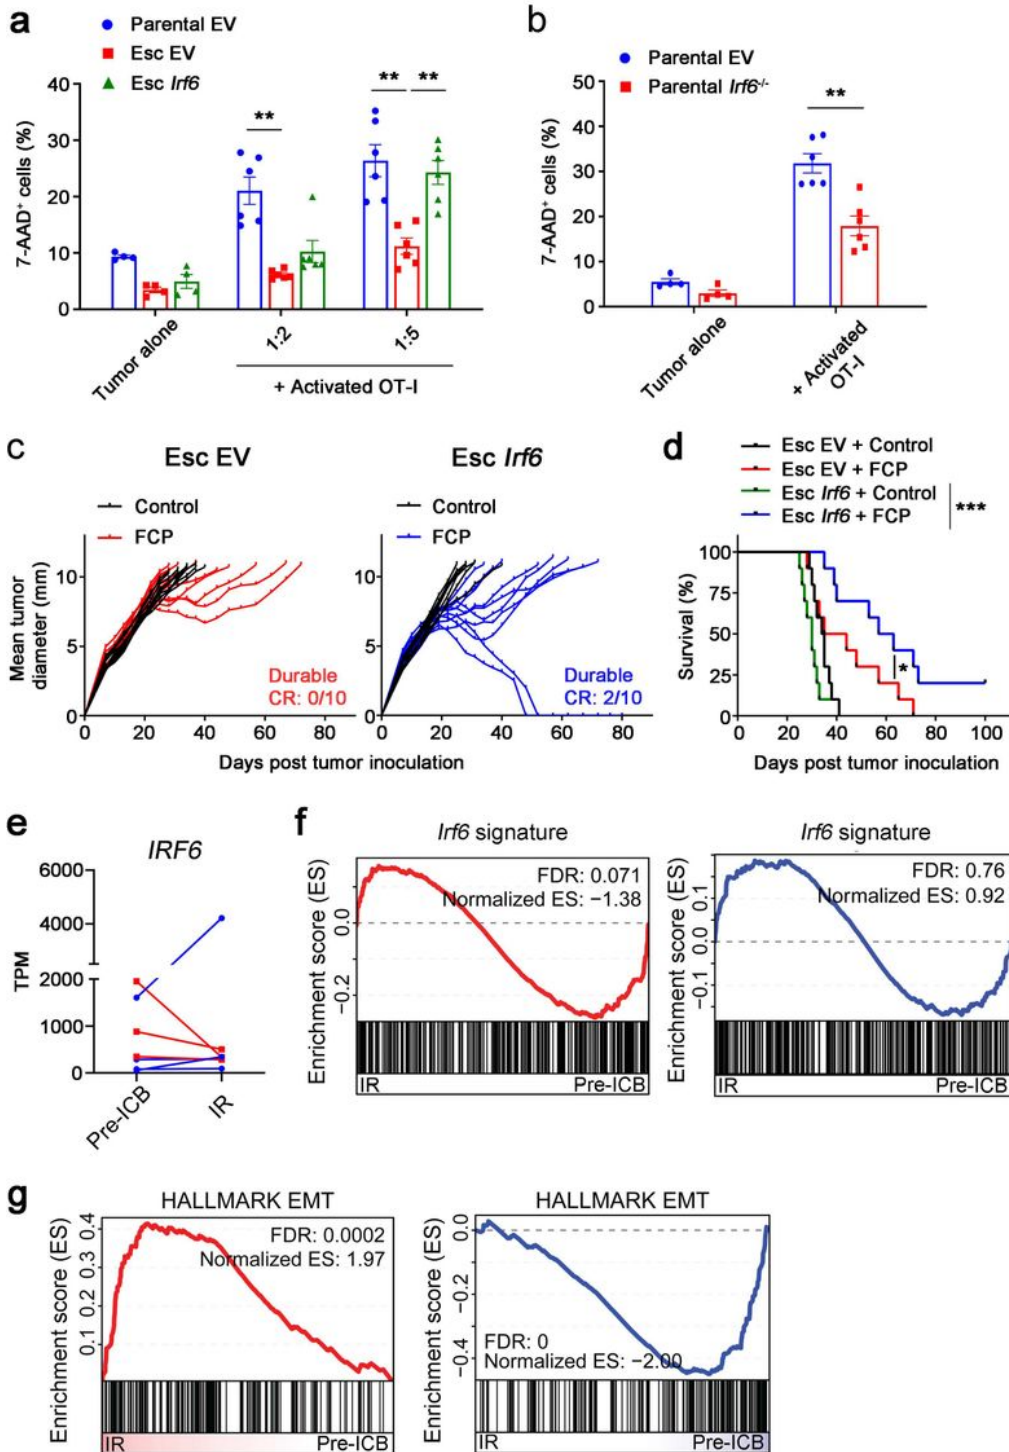 a
Parental EV
Esc EV
Esc Irf6
7-AAD⁺ cells (%)
40
30
20
10
0
**
**
**
Tumor alone
1:2
1:5
+ Activated OT-I
b
Parental EV
Parental Irf6⁻/⁻
7-AAD⁺ cells (%)
50
40
30
20
10
0
**
Tumor alone
+ Activated
OT-I
c
Esc EV
Control
FCP
Mean tumor
diameter (mm)
10
5
0
Durable
CR: 0/10
0
20
40
60
80
Esc Irf6
Control
FCP
10
5
0
Durable
CR: 2/10
0
20
40
60
80
Days post tumor inoculation
d
Esc EV + Control
Esc EV + FCP
Esc Irf6 + Control
Esc Irf6 + FCP
***
Survival (%)
100
75
50
25
0
*
0
20
40
60
80
100
Days post tumor inoculation
e
IRF6
TPM
6000
4000
2000
1000
0
Pre-ICB
IR
f
Irf6 signature
Enrichment score (ES)
0.0
−0.2
FDR: 0.071
Normalized ES: −1.38
IR
Pre-ICB
Irf6 signature
Enrichment score (ES)
0.1
0.0
−0.1
FDR: 0.76
Normalized ES: 0.92
IR
Pre-ICB
g
HALLMARK EMT
Enrichment score (ES)
0.4
0.3
0.2
0.1
FDR: 0.0002
Normalized ES: 1.97
IR
Pre-ICB
HALLMARK EMT
Enrichment score (ES)
0.0
−0.2
−0.4
FDR: 0
Normalized ES: −2.00
IR
Pre-ICB